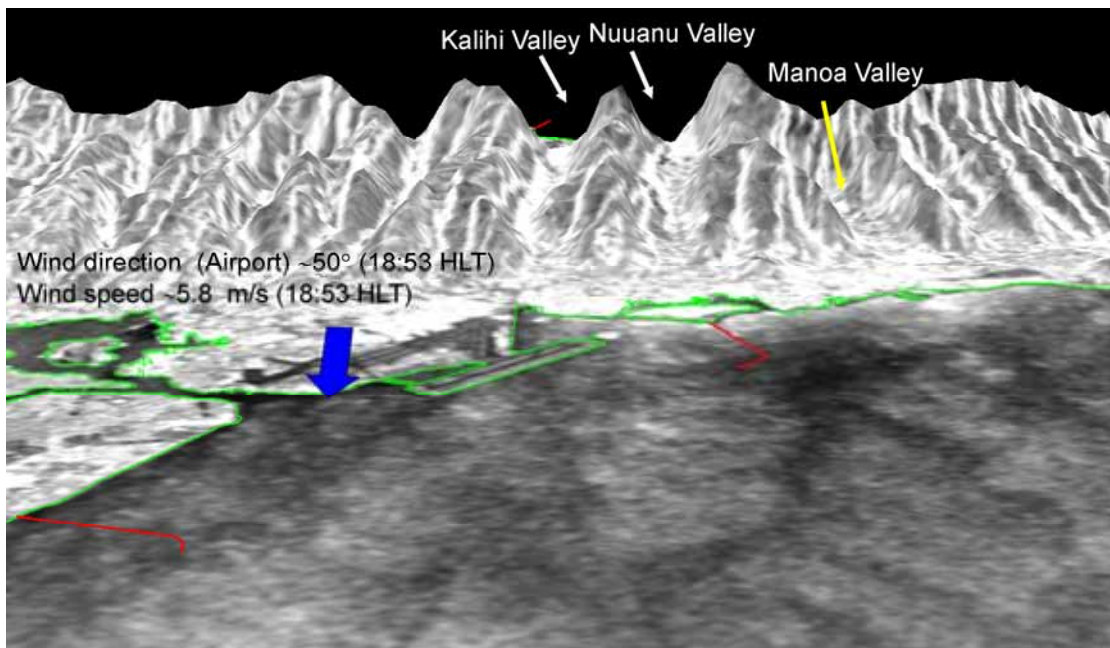 Kalihi Valley
Nuuanu Valley
Manoa Valley
Wind direction (Airport) ~50° (18:53 HLT)
Wind speed ~5.8 m/s (18:53 HLT)